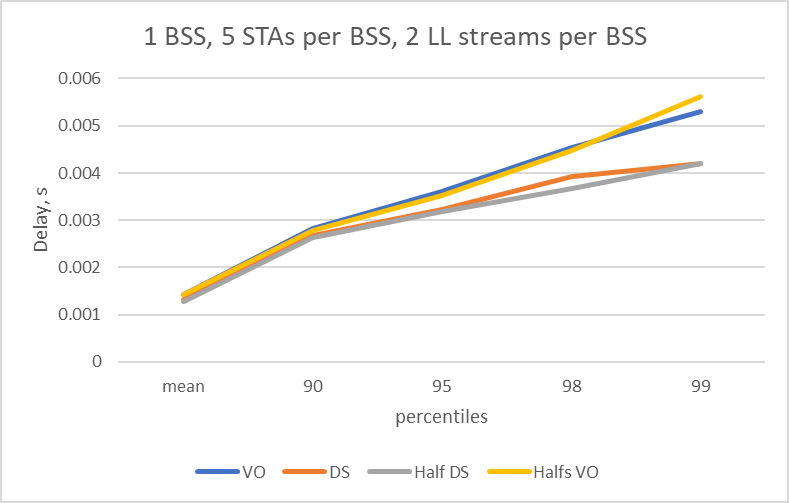 1 BSS, 5 STAs per BSS, 2 LL streams per BSS
0.006
0.005
0.004
0.003
0.002
0.001
0
Delay, s
mean 90 95 98 99
percentiles
VO DS Half DS Halfs VO